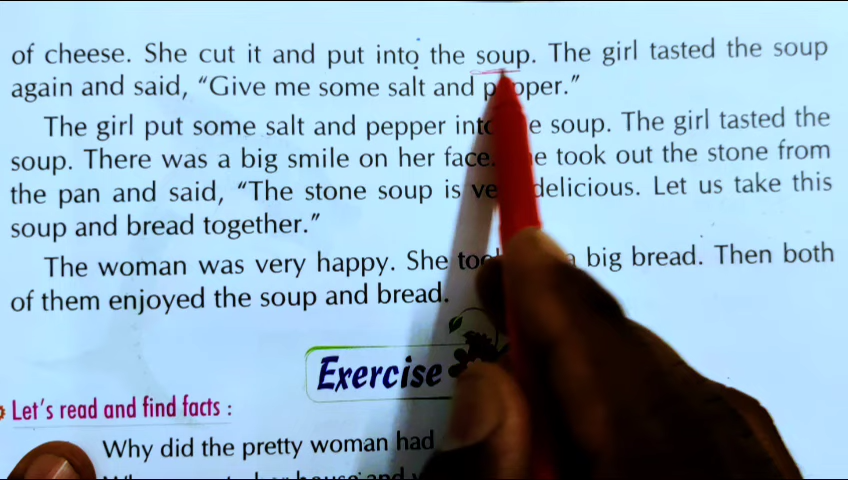 of cheese. She cut it and put into the soup. The girl tasted the soup
again and said, “Give me some salt and pepper.”
The girl put some salt and pepper into e soup. The girl tasted the
soup. There was a big smile on her face. e took out the stone from
the pan and said, “The stone soup is ve delicious. Let us take this
soup and bread together.”
The woman was very happy. She big bread. Then both
of them enjoyed the soup and bread.
Exercise
Let's read and find facts :
Why did the pretty woman had